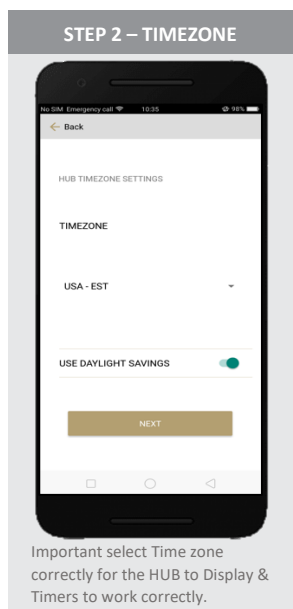 STEP 2 – TIMEZONE
No SIM Emergency call 10:35 98%
← Back
HUB TIMEZONE SETTINGS
TIMEZONE
USA - EST
USE DAYLIGHT SAVINGS
NEXT
Important select Time zone
correctly for the HUB to Display &
Timers to work correctly.